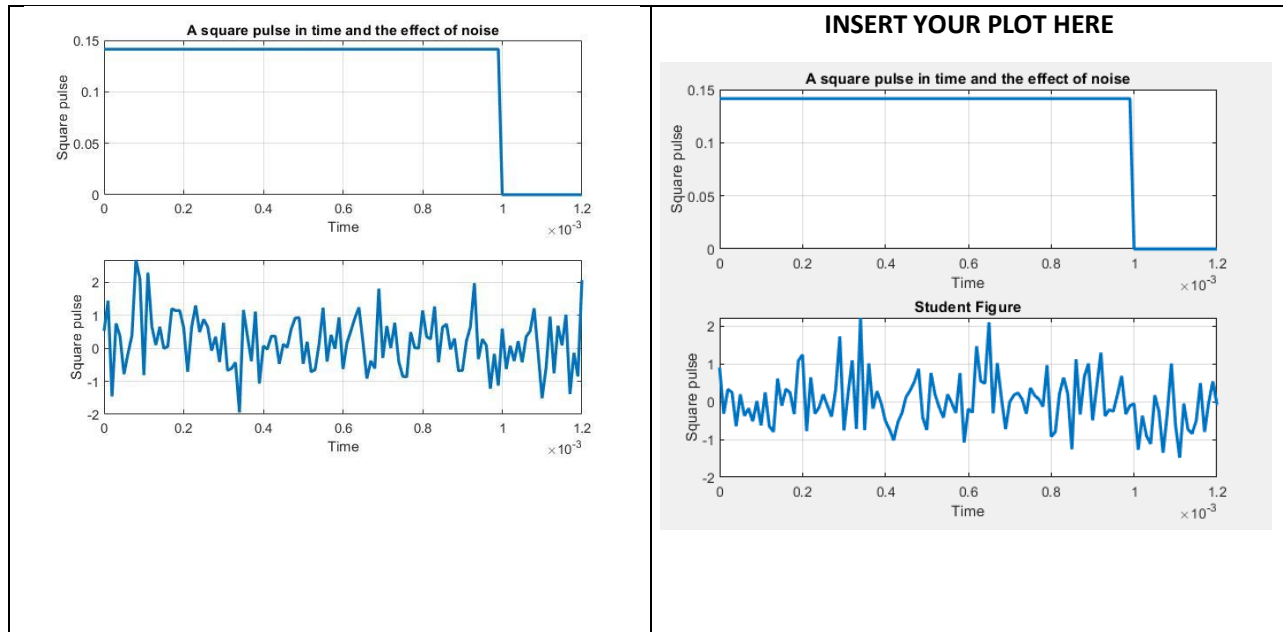 A square pulse in time and the effect of noise
0.15
0.1
0.05
0
Square pulse
0 0.2 0.4 0.6 0.8 1 1.2
Time
×10-3
2
1
0
-1
-2
Square pulse
0 0.2 0.4 0.6 0.8 1 1.2
Time
×10-3
INSERT YOUR PLOT HERE
A square pulse in time and the effect of noise
0.15
0.1
0.05
0
Square pulse
0 0.2 0.4 0.6 0.8 1 1.2
Time
×10-3
Student Figure
2
1
0
-1
-2
Square pulse
0 0.2 0.4 0.6 0.8 1 1.2
Time
×10-3